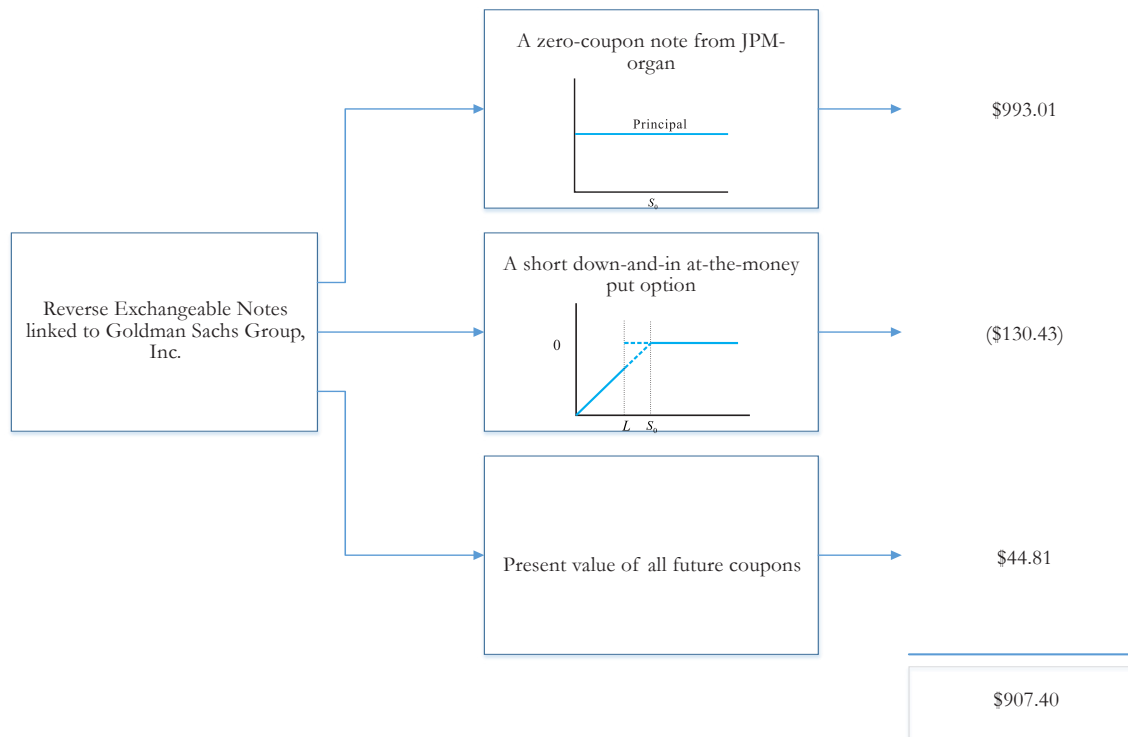 A zero-coupon note from JPM-
organ
Principal
S₀
$993.01
Reverse Exchangeable Notes
linked to Goldman Sachs Group,
Inc.
A short down-and-in at-the-money
put option
0
L S₀
($130.43)
Present value of all future coupons
$44.81
$907.40